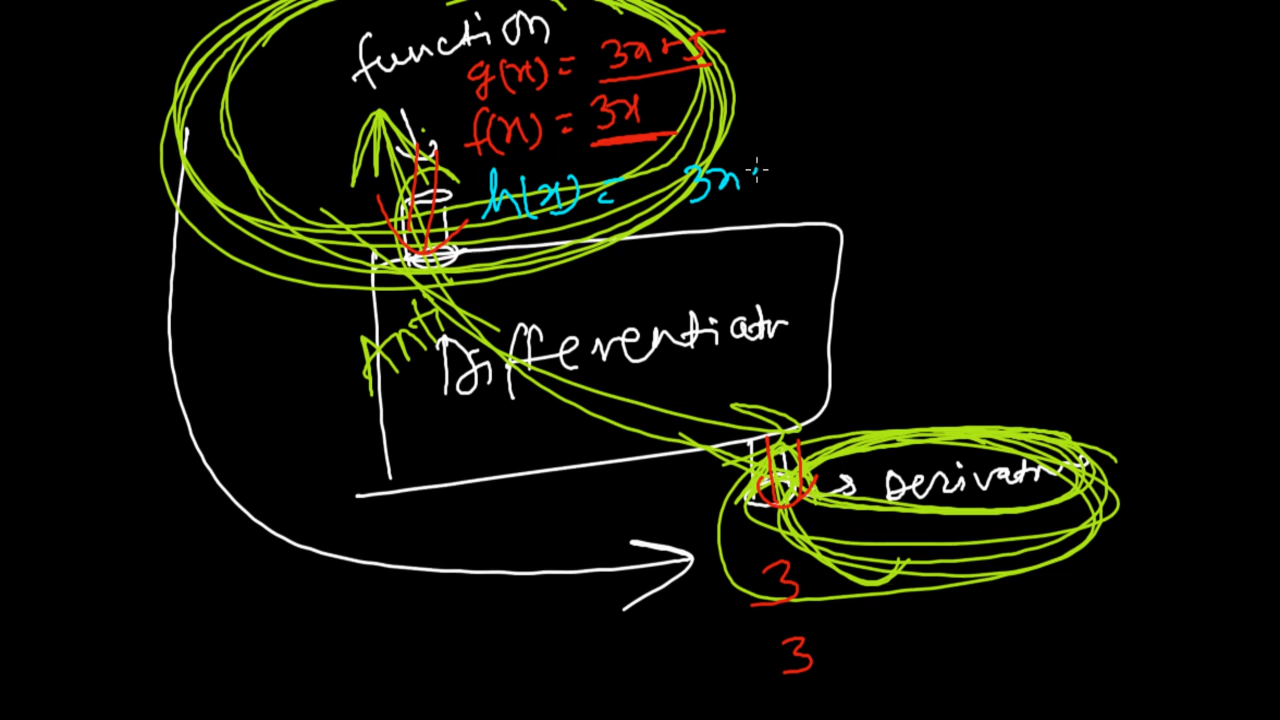 function
g(x) = 3x+5
f(x) = 3x
h(x) = 3x
Anti
Differentiatr
Derivatr
3
3